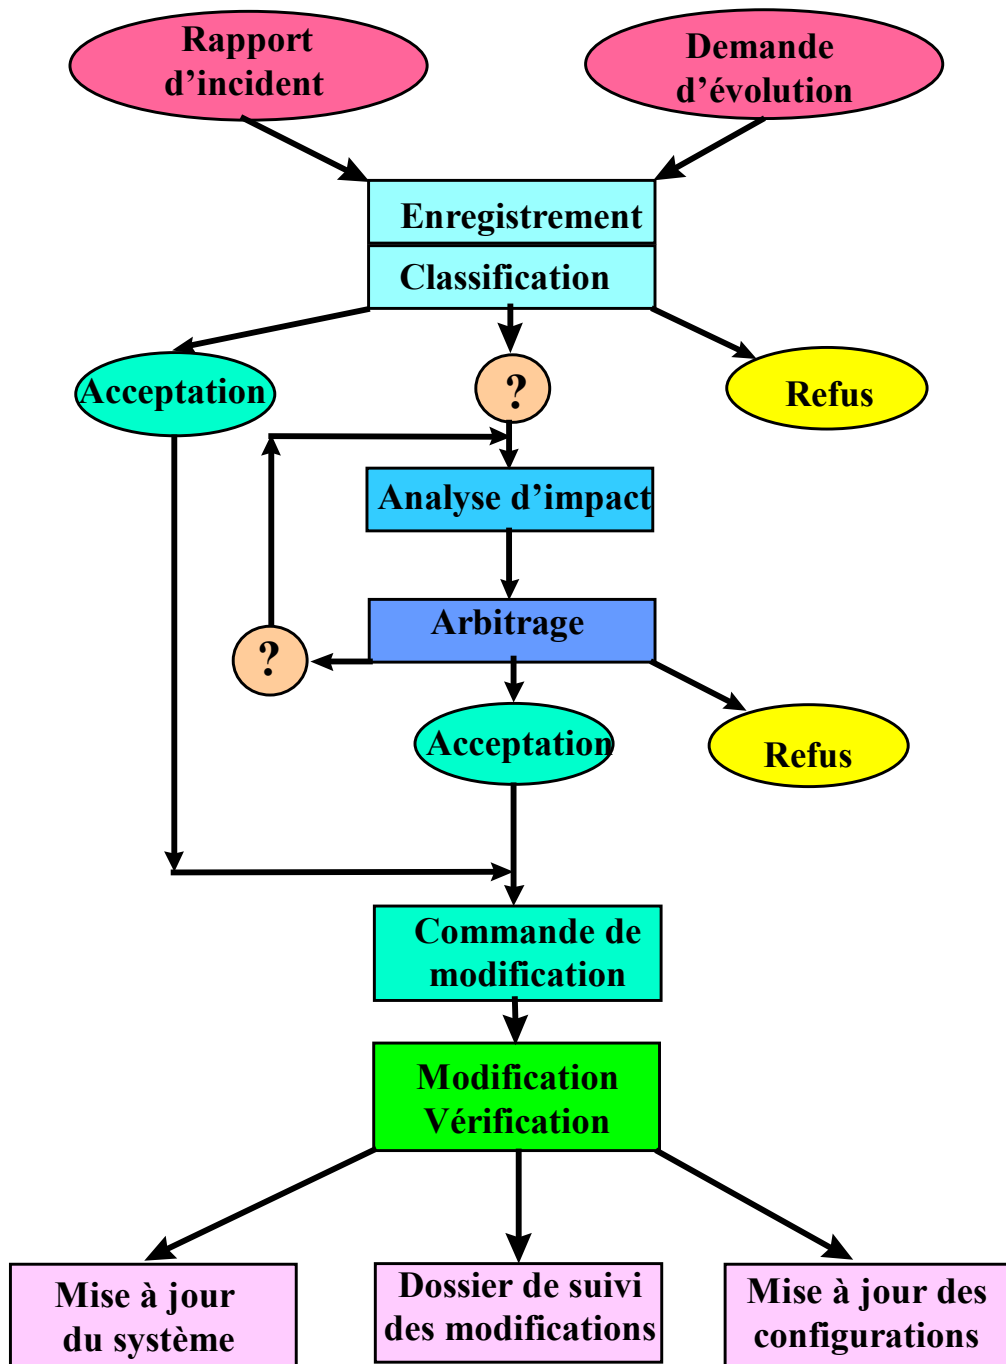 Rapport
d’incident
Demande
d’évolution
Enregistrement
Classification
Acceptation
?
Refus
Analyse d’impact
Arbitrage
?
Acceptation
Refus
Commande de
modification
Modification
Vérification
Mise à jour
du système
Dossier de suivi
des modifications
Mise à jour des
configurations